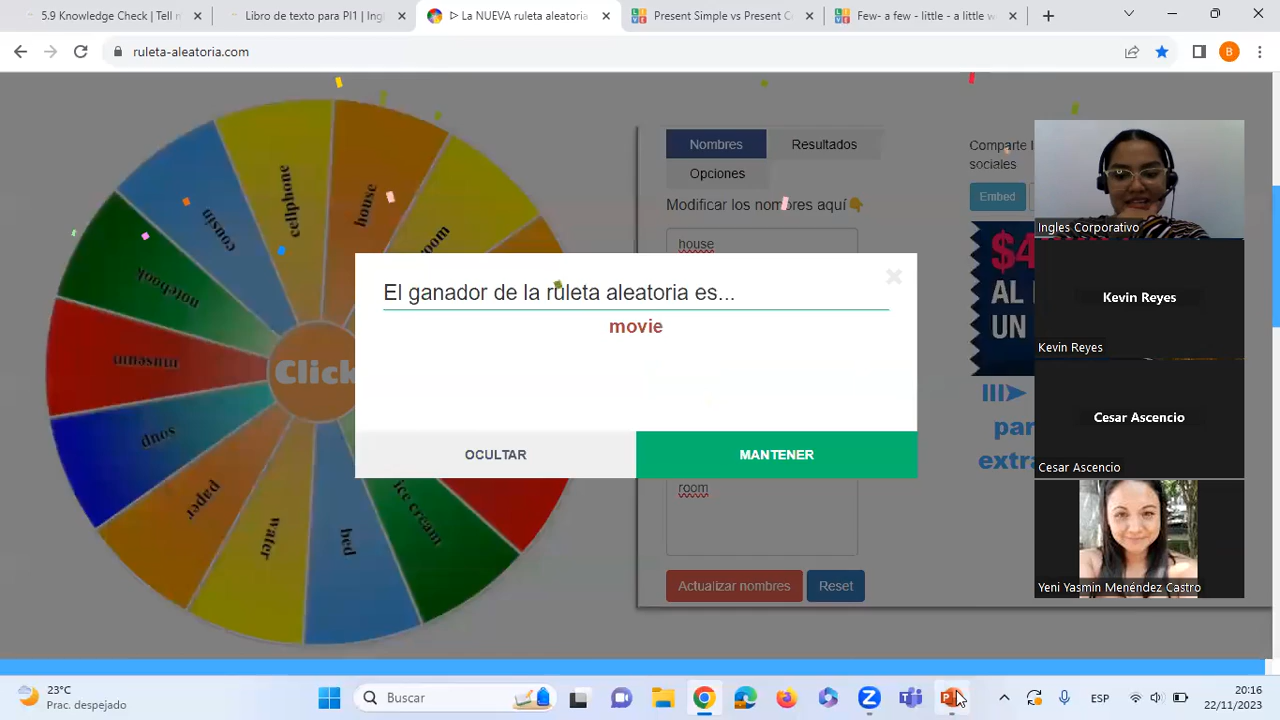 5.9 Knowledge Check | Tell r
Libro de texto para PI1 | Ingl
ᐅ La NUEVA ruleta aleatoria
Present Simple vs Present C
Few- a few - little - a little w
ruleta-aleatoria.com
B
cellphone
house
cousin
room
notebook
museum
soup
paper
water
bed
ice cream
Click
Nombres
Resultados
Opciones
Modificar los nombres aquí👇
house
room
Actualizar nombres
Reset
Comparte l
sociales
Embed
$4
AL
UN
par
extra
El ganador de la ruleta aleatoria es...
movie
OCULTAR
MANTENER
Ingles Corporativo
Kevin Reyes
Kevin Reyes
Cesar Ascencio
Cesar Ascencio
Yeni Yasmin Menéndez Castro
23°C
Prac. despejado
Buscar
ESP
20:16
22/11/2023